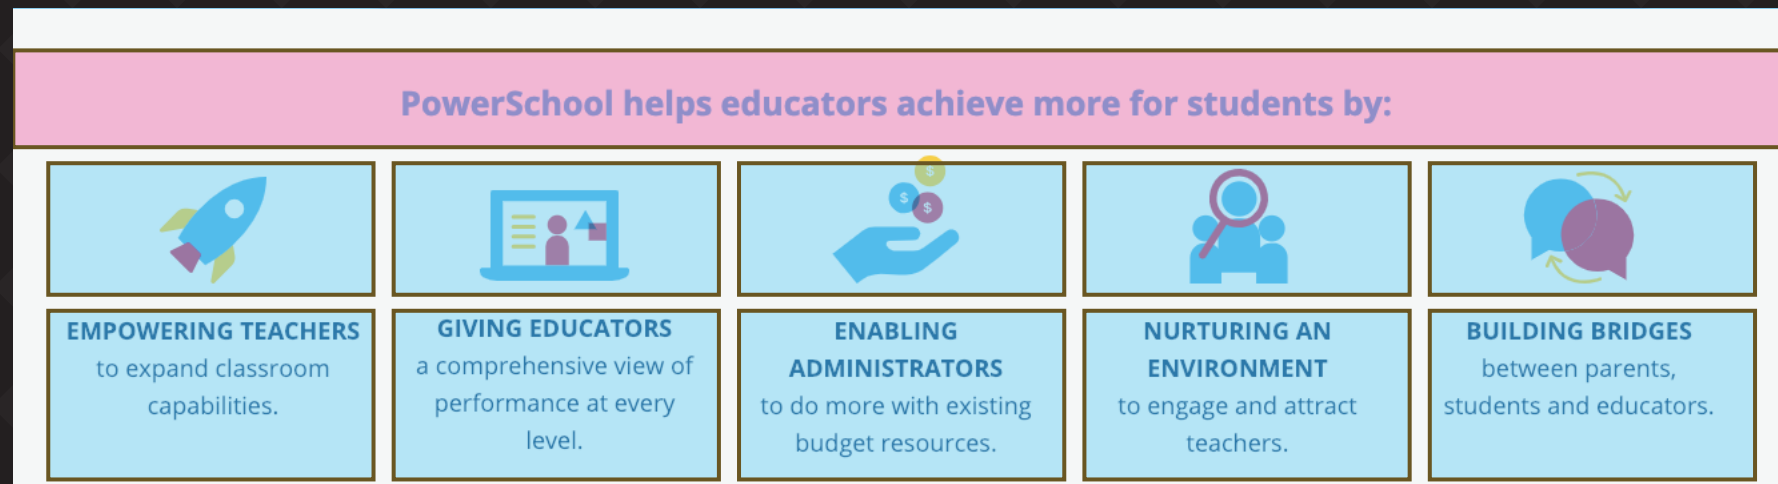 PowerSchool helps educators achieve more for students by:
$
$
$
EMPOWERING TEACHERS
to expand classroom
capabilities.
GIVING EDUCATORS
a comprehensive view of
performance at every
level.
ENABLING
ADMINISTRATORS
to do more with existing
budget resources.
NURTURING AN
ENVIRONMENT
to engage and attract
teachers.
BUILDING BRIDGES
between parents,
students and educators.